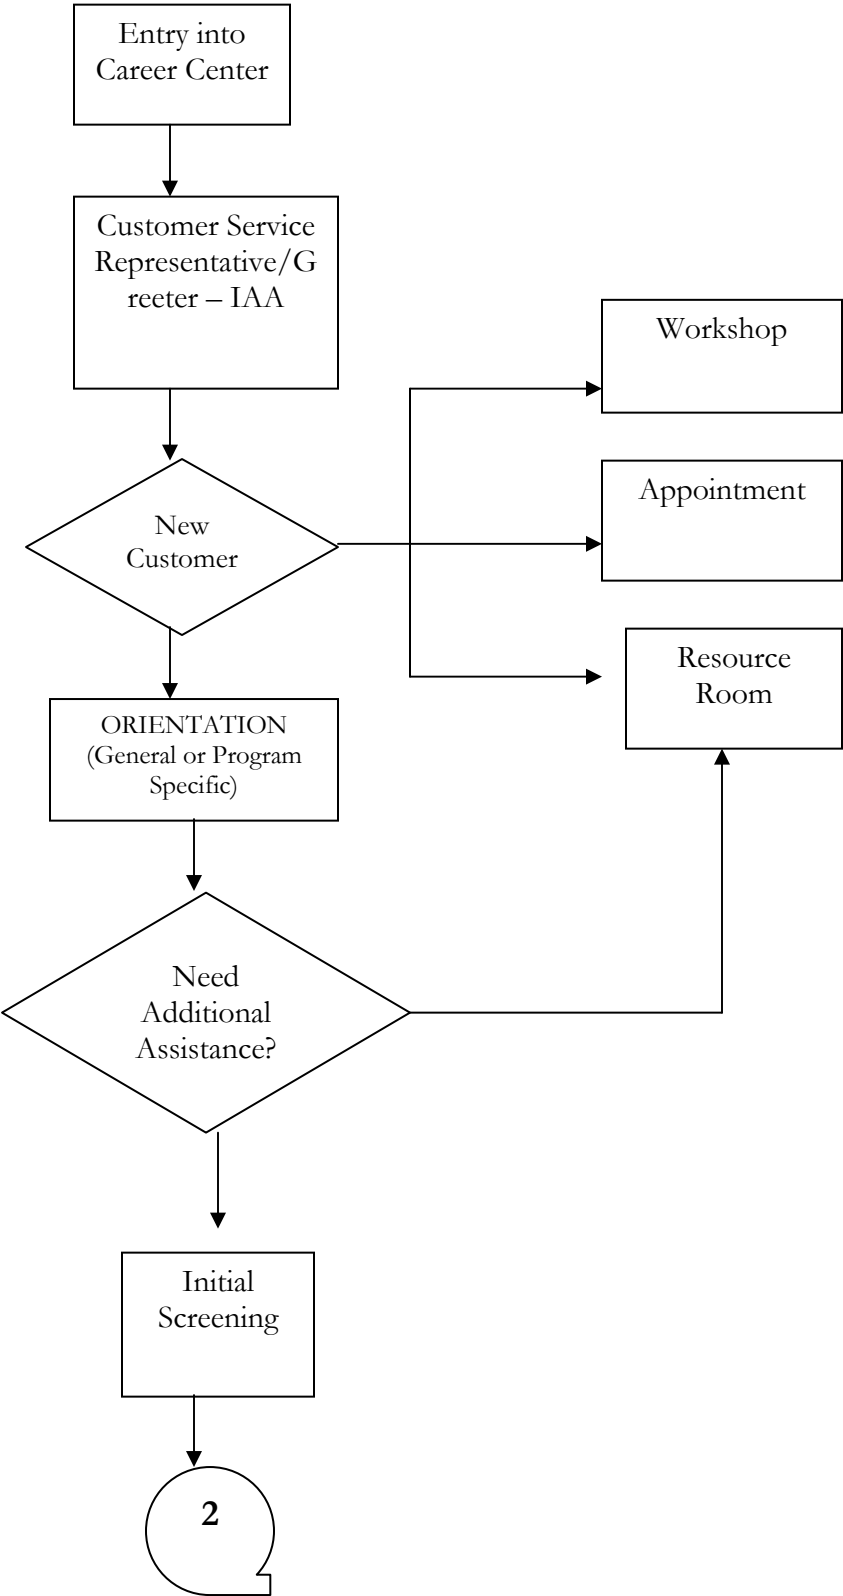 Entry into
Career Center
Customer Service
Representative/G
reeter – IAA
Workshop
Appointment
New
Customer
Resource
Room
ORIENTATION
(General or Program
Specific)
Need
Additional
Assistance?
Initial
Screening
2